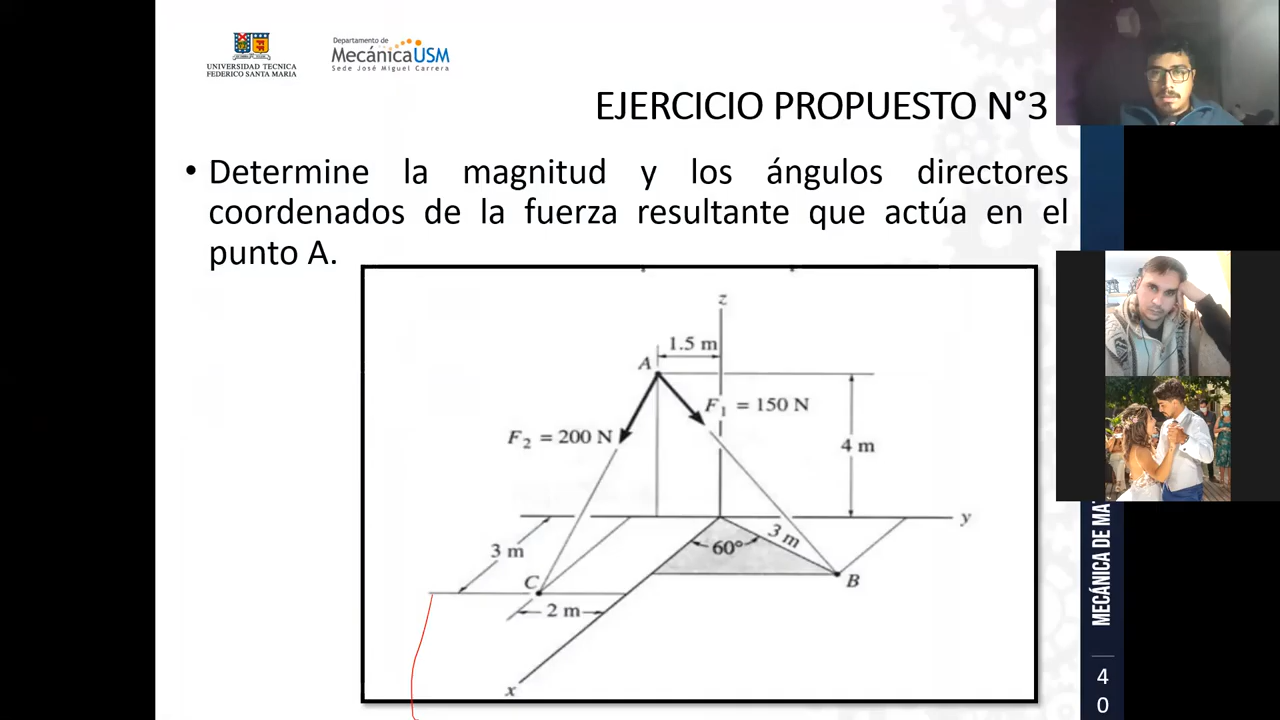 UNIVERSIDAD TECNICA
FEDERICO SANTA MARIA
Departamento de
MecánicaUSM
Sede José Miguel Carrera
EJERCICIO PROPUESTO N°3
• Determine la magnitud y los ángulos directores
coordenados de la fuerza resultante que actúa en el
punto A.
z
1.5 m
A
F₁ = 150 N
F₂ = 200 N
4 m
y
3 m
60°
3 m
C
B
2 m
x
MECÁNICA DE MA
4
0